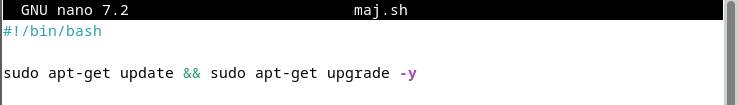 GNU nano 7.2 maj.sh
#!/bin/bash
sudo apt-get update && sudo apt-get upgrade -y